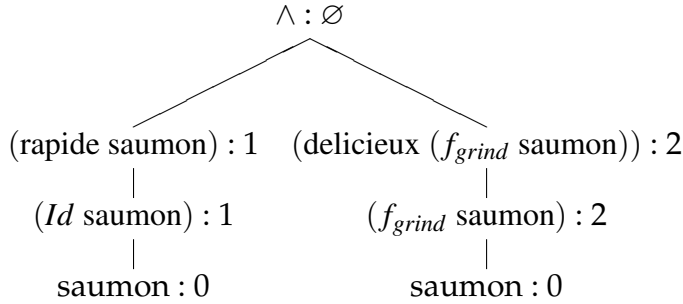 ∧ : ∅
(rapide saumon) : 1 (delicieux (f_grind saumon)) : 2
(Id saumon) : 1 (f_grind saumon) : 2
saumon : 0 saumon : 0